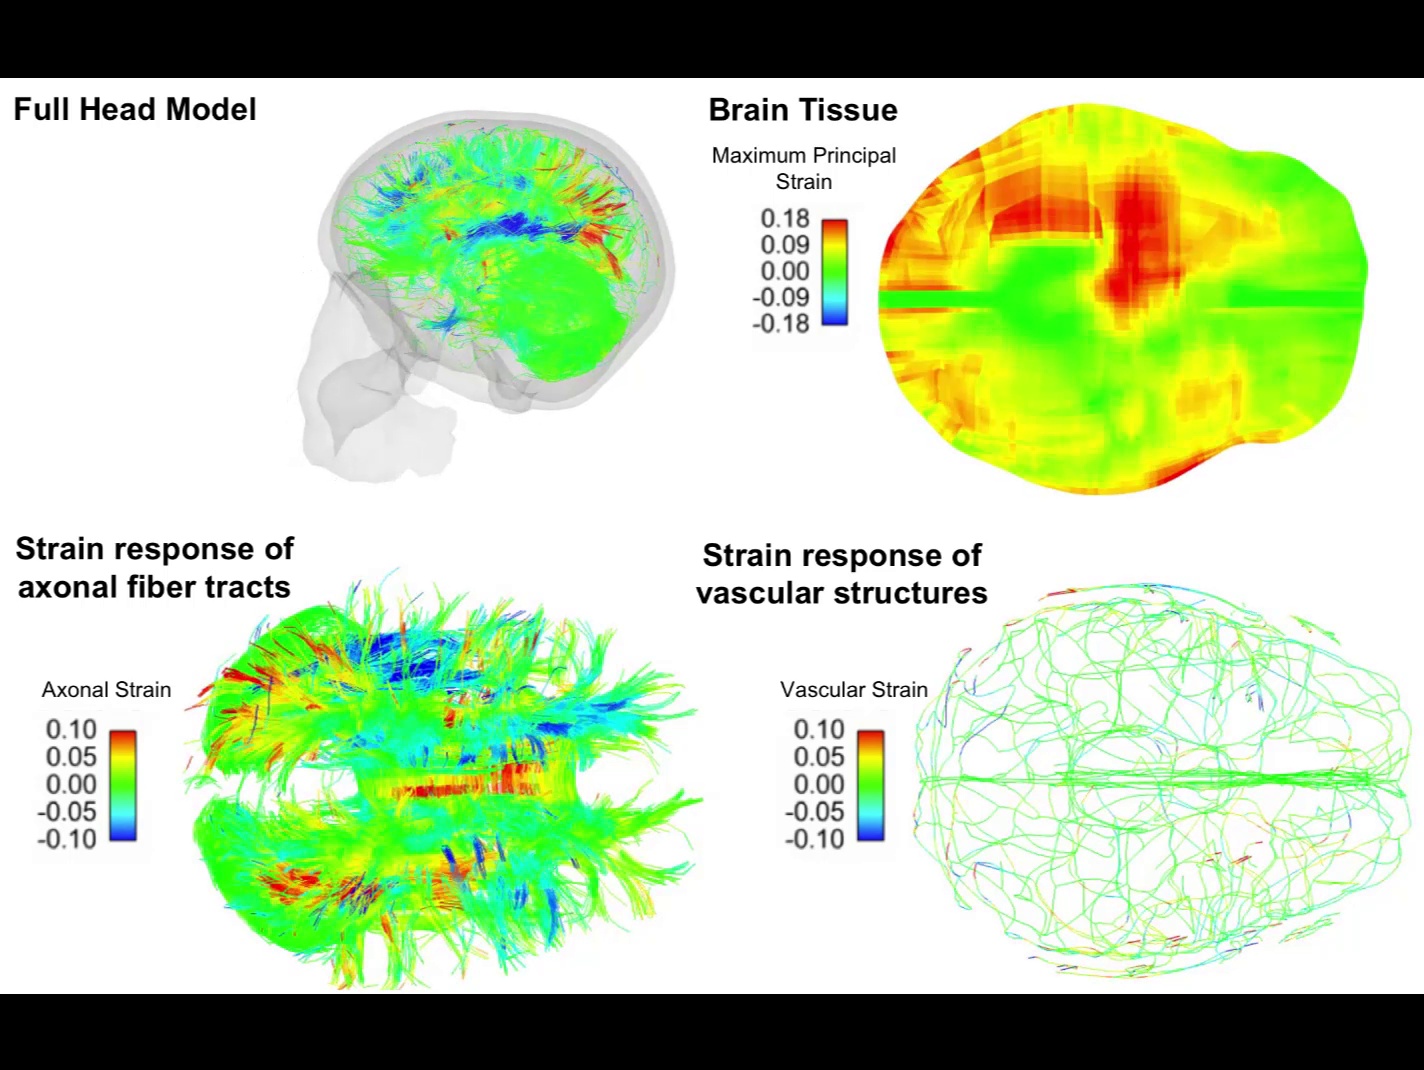 Full Head Model
Brain Tissue
Maximum Principal
Strain
0.18
0.09
0.00
-0.09
-0.18
Strain response of
axonal fiber tracts
Axonal Strain
0.10
0.05
0.00
-0.05
-0.10
Strain response of
vascular structures
Vascular Strain
0.10
0.05
0.00
-0.05
-0.10